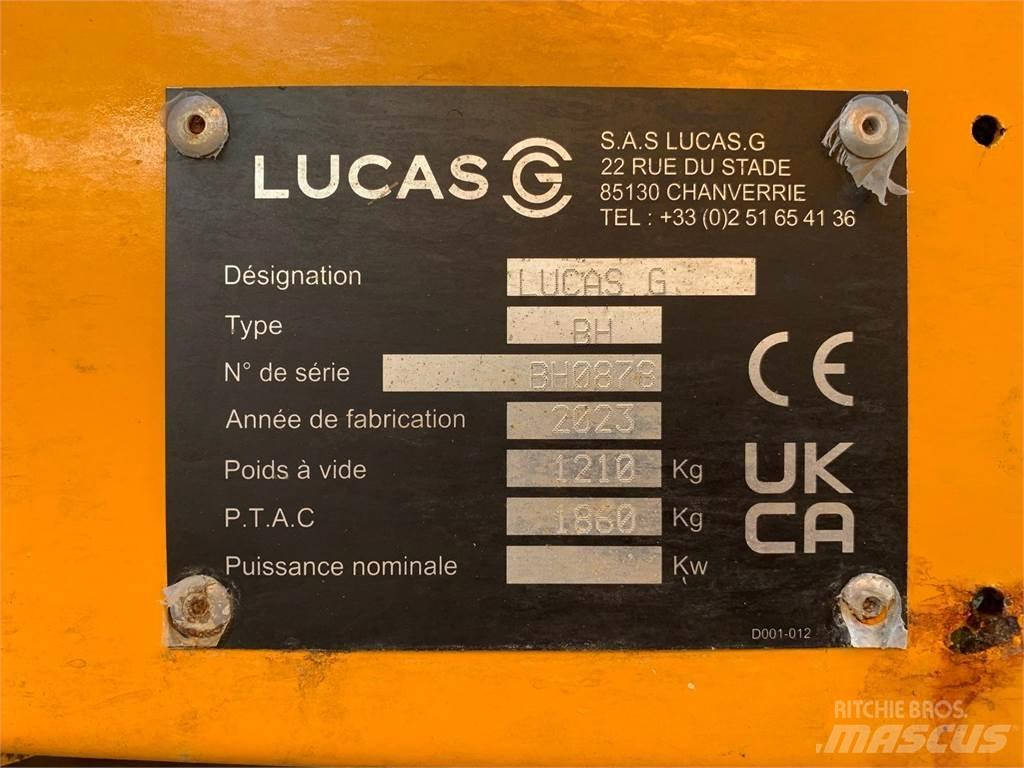 LUCAS G
S.A.S LUCAS.G
22 RUE DU STADE
85130 CHANVERRIE
TEL : +33 (0)2 51 65 41 36
Désignation LUCAS G
Type BH
N° de série BH0878
Année de fabrication 2023
Poids à vide 1210 Kg
P.T.A.C 1860 Kg
Puissance nominale Kw
CE
UK
CA
D001-012
RITCHIE BROS.
MASCUS